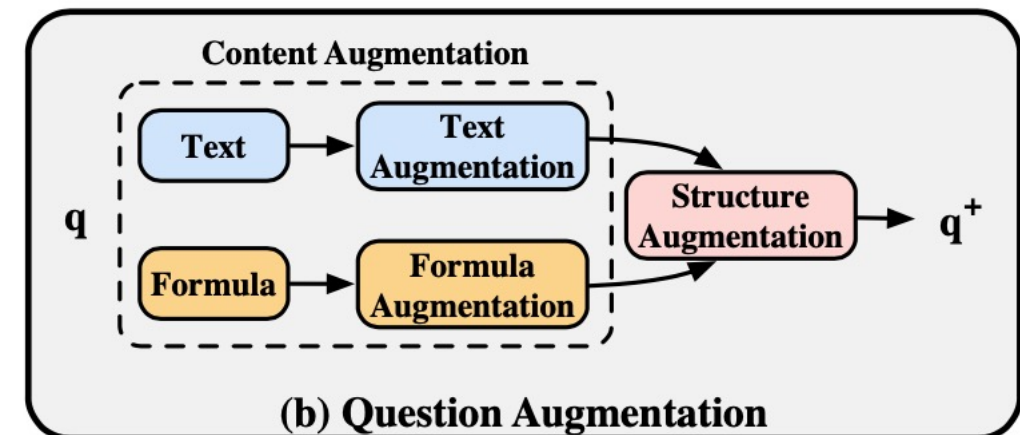 Content Augmentation
Text
Text
Augmentation
q
Formula
Formula
Augmentation
Structure
Augmentation
q⁺
(b) Question Augmentation